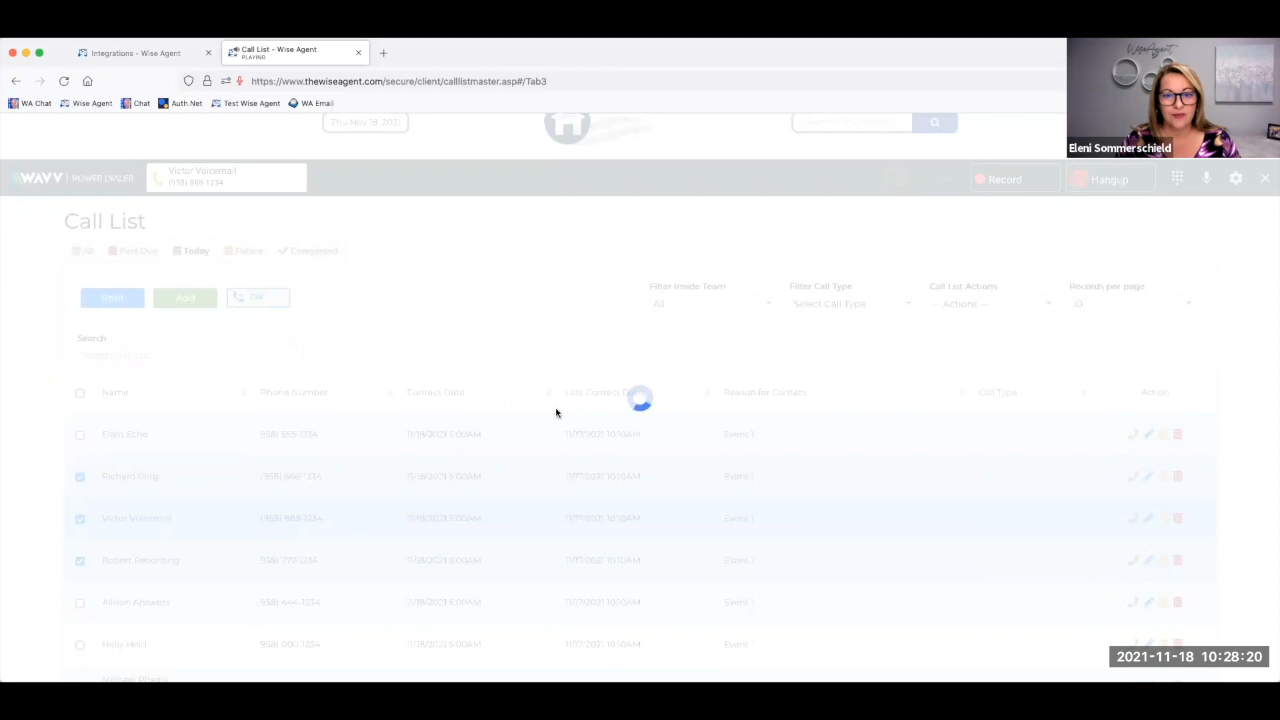 Integrations - Wise Agent
Call List - Wise Agent
PLAYING
https://www.thewiseagent.com/secure/client/calllistmaster.asp#/Tab3
WA Chat Wise Agent Chat Auth.Net Test Wise Agent WA Email
WiseAgent
Eleni Sommerschield
Thu Nov 18, 2021
WAVV POWER DIALER
Victor Voicemail
(958) 888-1234
Record Hangup
Call List
All Past Due Today Future Completed
Print Add
Filter Inside Team Filter Call Type Call List Actions Records per page
All Select Call Type -- Actions -- 50
Search
Name Phone Number Contact Date Last Contact Reason for Contact Call Type Action
Elain Echo (958) 555-1234 11/18/2021 5:00AM 11/17/2021 10:10AM Event 1
Richard Ring (958) 666-1234 11/18/2021 5:00AM 11/17/2021 10:10AM Event 1
Victor Voicemail (958) 888-1234 11/18/2021 5:00AM 11/17/2021 10:10AM Event 1
Robert Recording (958) 777-1234 11/18/2021 5:00AM 11/17/2021 10:10AM Event 1
Allison Answers (958) 444-1234 11/18/2021 5:00AM 11/17/2021 10:10AM Event 1
Holly Hold (958) 000-1234 11/18/2021 5:00AM 11/17/2021 10:10AM Event 1
2021-11-18 10:28:20